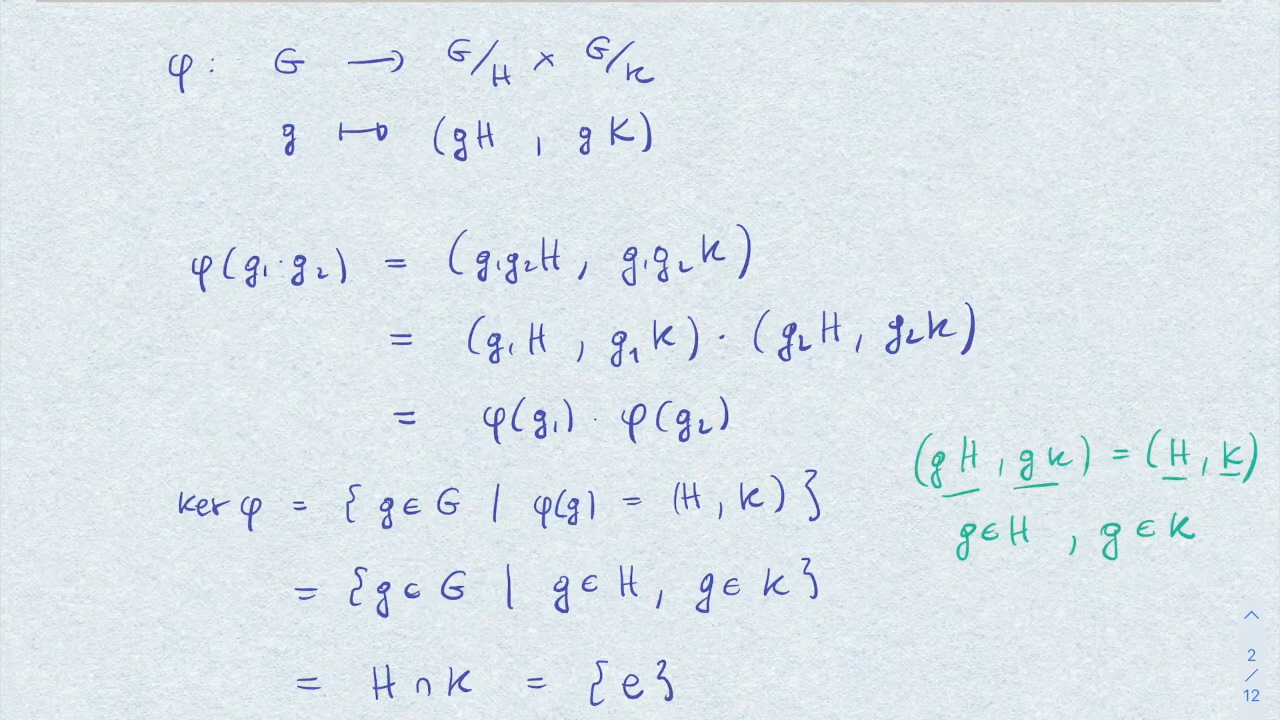 φ : G ⟶ G/H × G/K
g ⟼ (gH , gK)
φ(g₁·g₂) = (g₁g₂H , g₁g₂K)
= (g₁H , g₁K) · (g₂H , g₂K)
= φ(g₁) · φ(g₂)
(gH , gK) = (H , K)
ker φ = {g ∈ G | φ(g) = (H , K)}
g ∈ H , g ∈ K
= {g ∈ G | g ∈ H , g ∈ K}
= H ∩ K = {e}
2
/
12